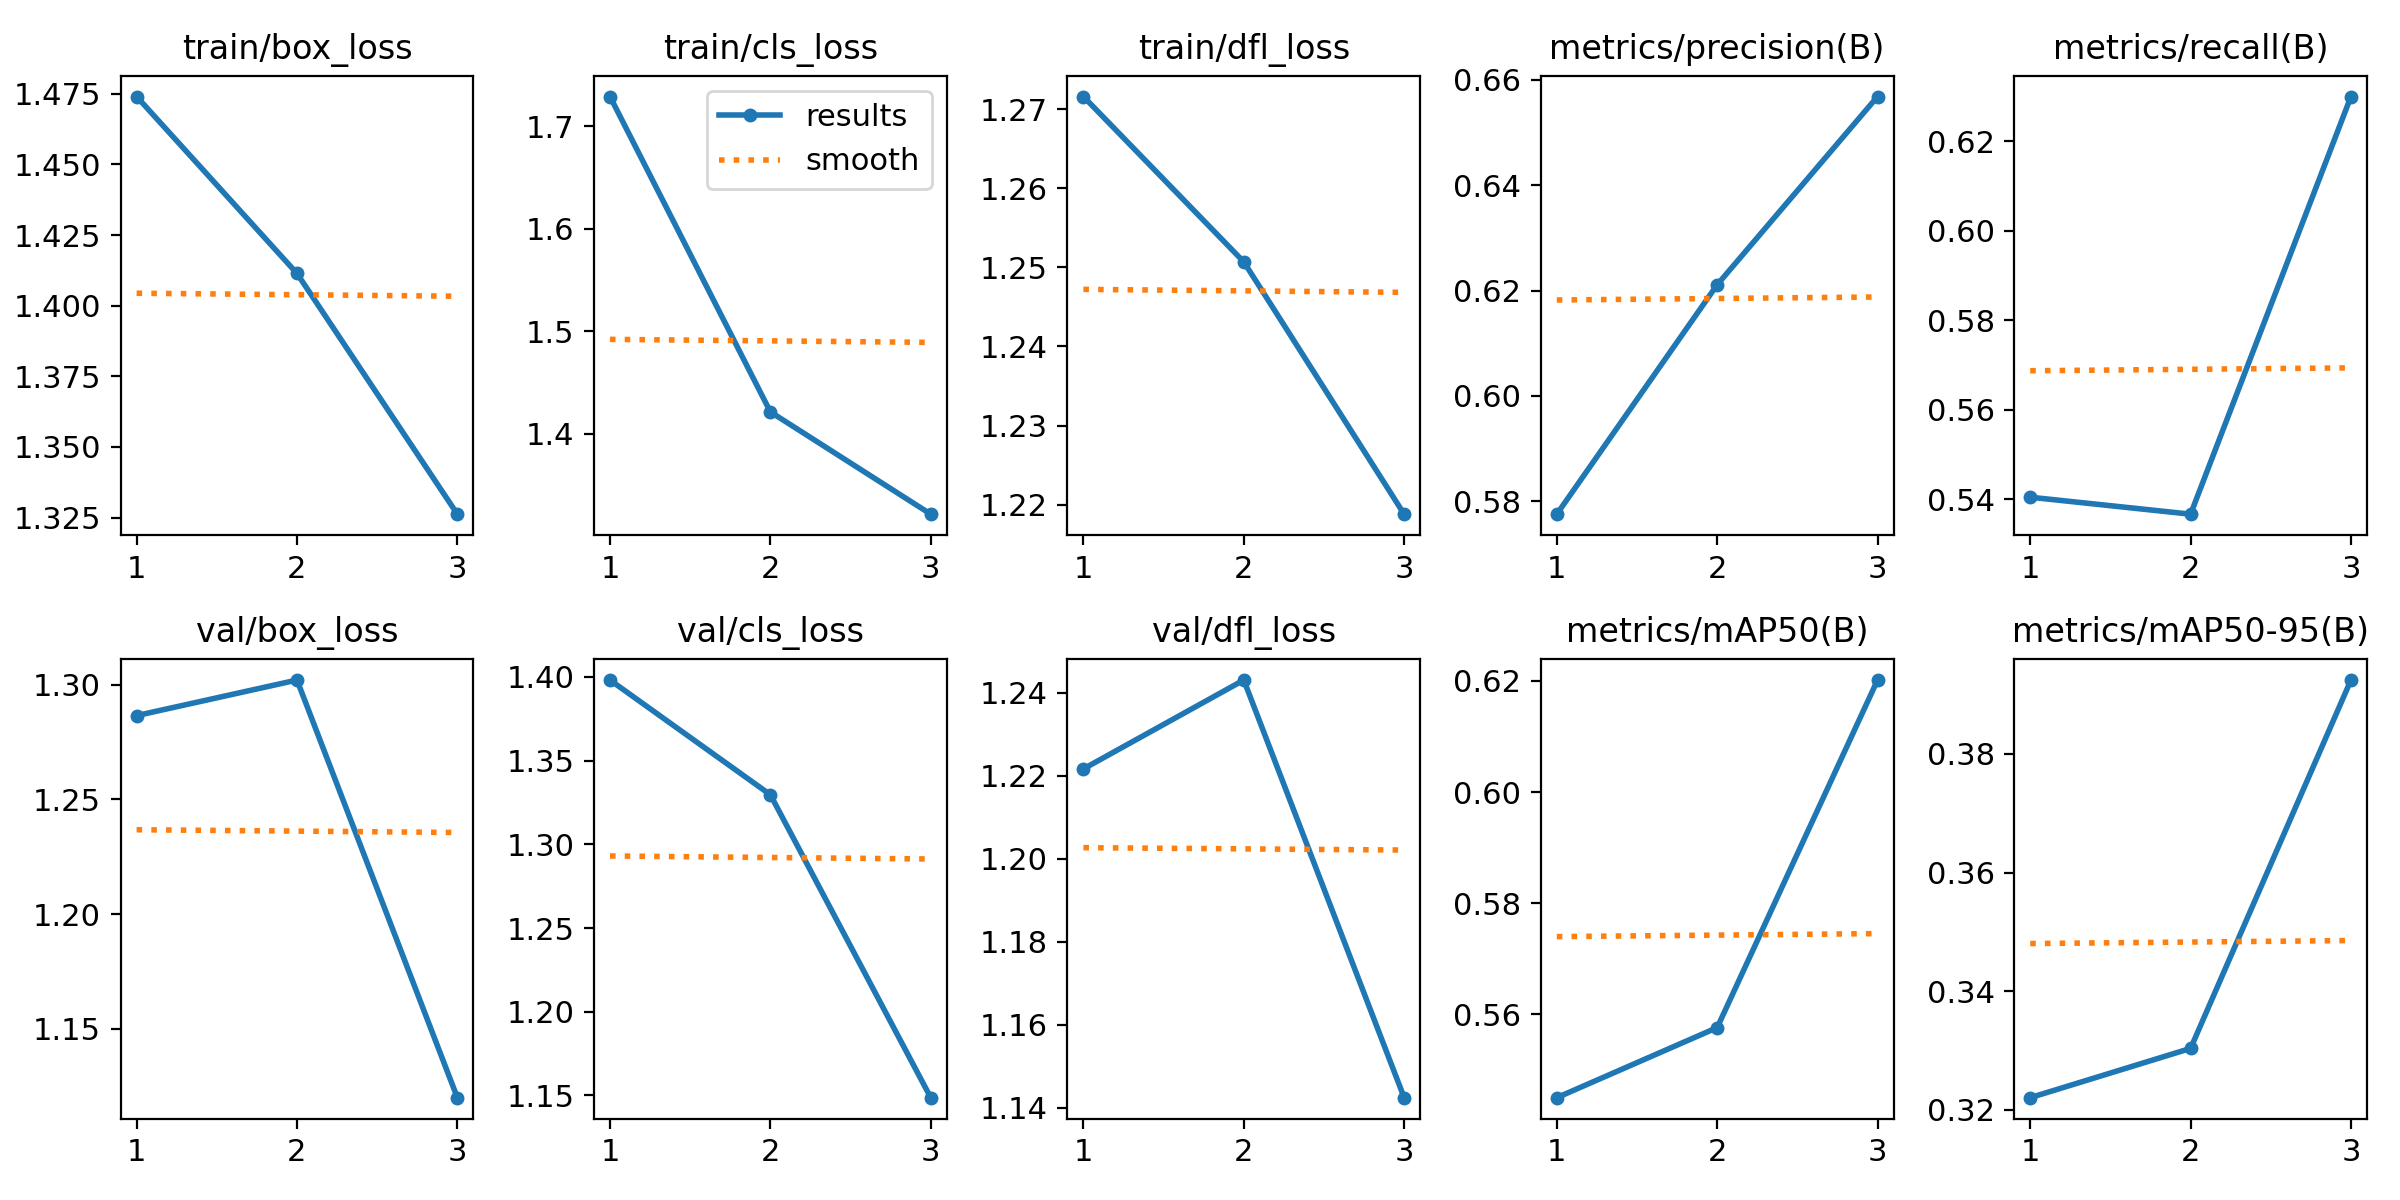 train/box_loss
1.475
1.450
1.425
1.400
1.375
1.350
1.325
1 2 3
train/cls_loss
results
smooth
1.7
1.6
1.5
1.4
1 2 3
train/dfl_loss
1.27
1.26
1.25
1.24
1.23
1.22
1 2 3
metrics/precision(B)
0.66
0.64
0.62
0.60
0.58
1 2 3
metrics/recall(B)
0.62
0.60
0.58
0.56
0.54
1 2 3
val/box_loss
1.30
1.25
1.20
1.15
1 2 3
val/cls_loss
1.40
1.35
1.30
1.25
1.20
1.15
1 2 3
val/dfl_loss
1.24
1.22
1.20
1.18
1.16
1.14
1 2 3
metrics/mAP50(B)
0.62
0.60
0.58
0.56
1 2 3
metrics/mAP50-95(B)
0.38
0.36
0.34
0.32
1 2 3